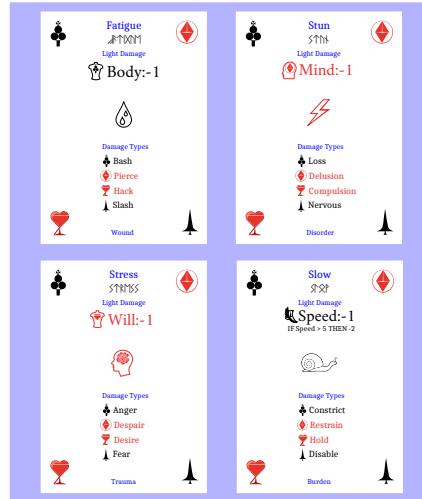 Fatigue
Light Damage
Body:-1
Damage Types
Bash
Pierce
Hack
Slash
Wound
Stun
ᛊᛏᚢᚾ
Light Damage
Mind:-1
Damage Types
Loss
Delusion
Compulsion
Nervous
Disorder
Stress
Light Damage
Will:-1
Damage Types
Anger
Despair
Desire
Fear
Trauma
Slow
Light Damage
Speed:-1
IF Speed > 5 THEN -2
Damage Types
Constrict
Restrain
Hold
Disable
Burden